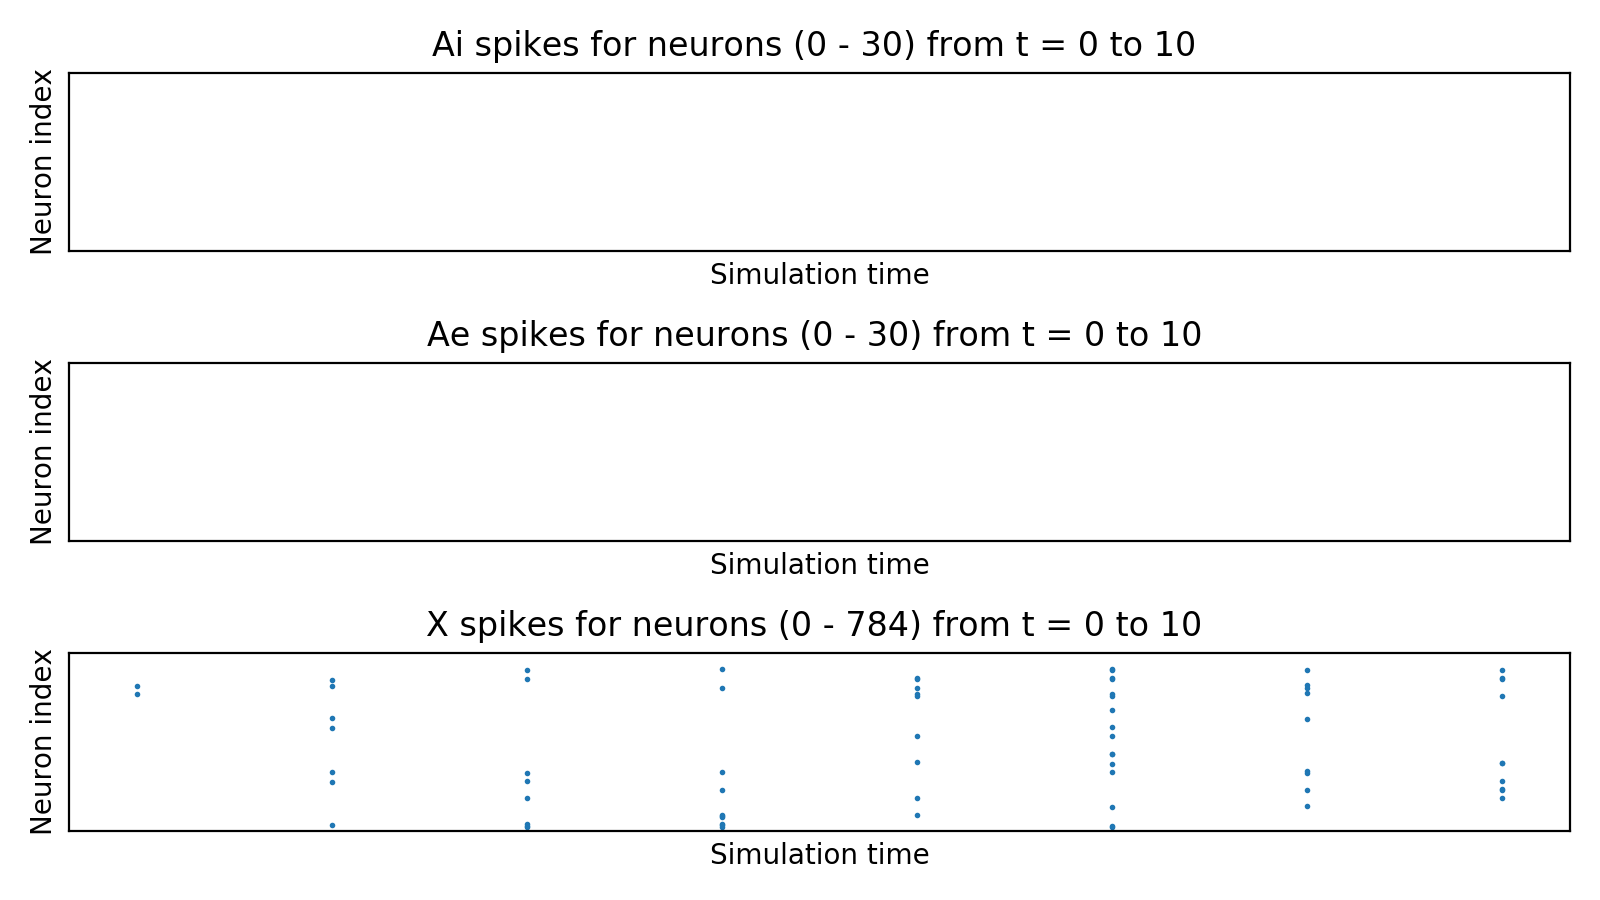 Ai spikes for neurons (0 - 30) from t = 0 to 10
Neuron index
Simulation time
Ae spikes for neurons (0 - 30) from t = 0 to 10
Neuron index
Simulation time
X spikes for neurons (0 - 784) from t = 0 to 10
Neuron index
Simulation time